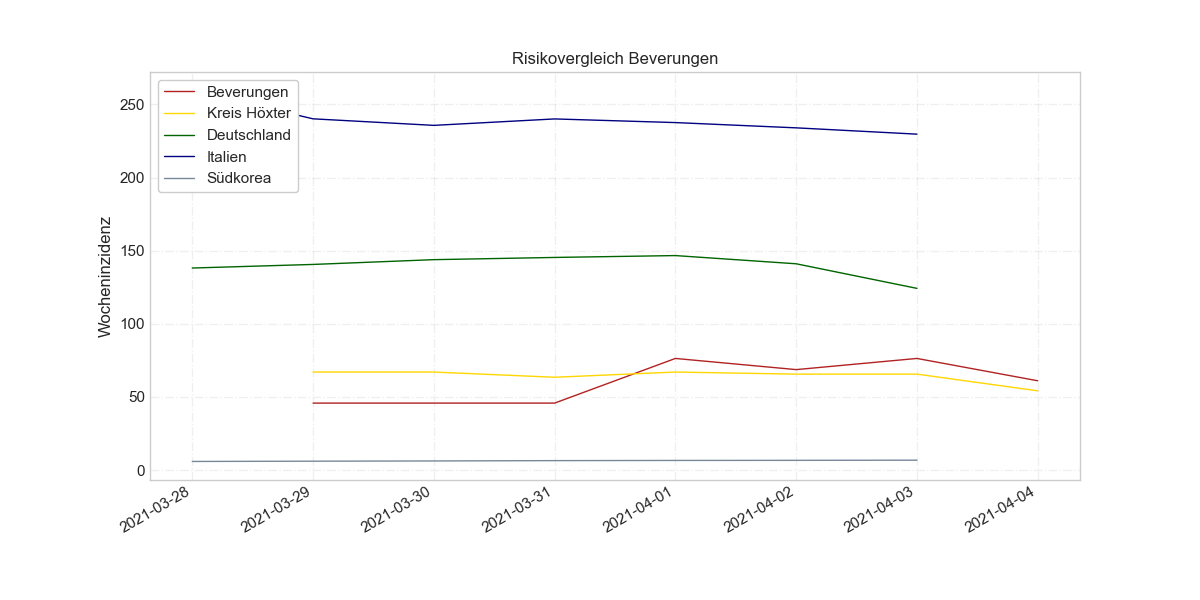 Risikovergleich Beverungen
Beverungen
Kreis Höxter
Deutschland
Italien
Südkorea
Wocheninzidenz
250
200
150
100
50
0
2021-03-28
2021-03-29
2021-03-30
2021-03-31
2021-04-01
2021-04-02
2021-04-03
2021-04-04